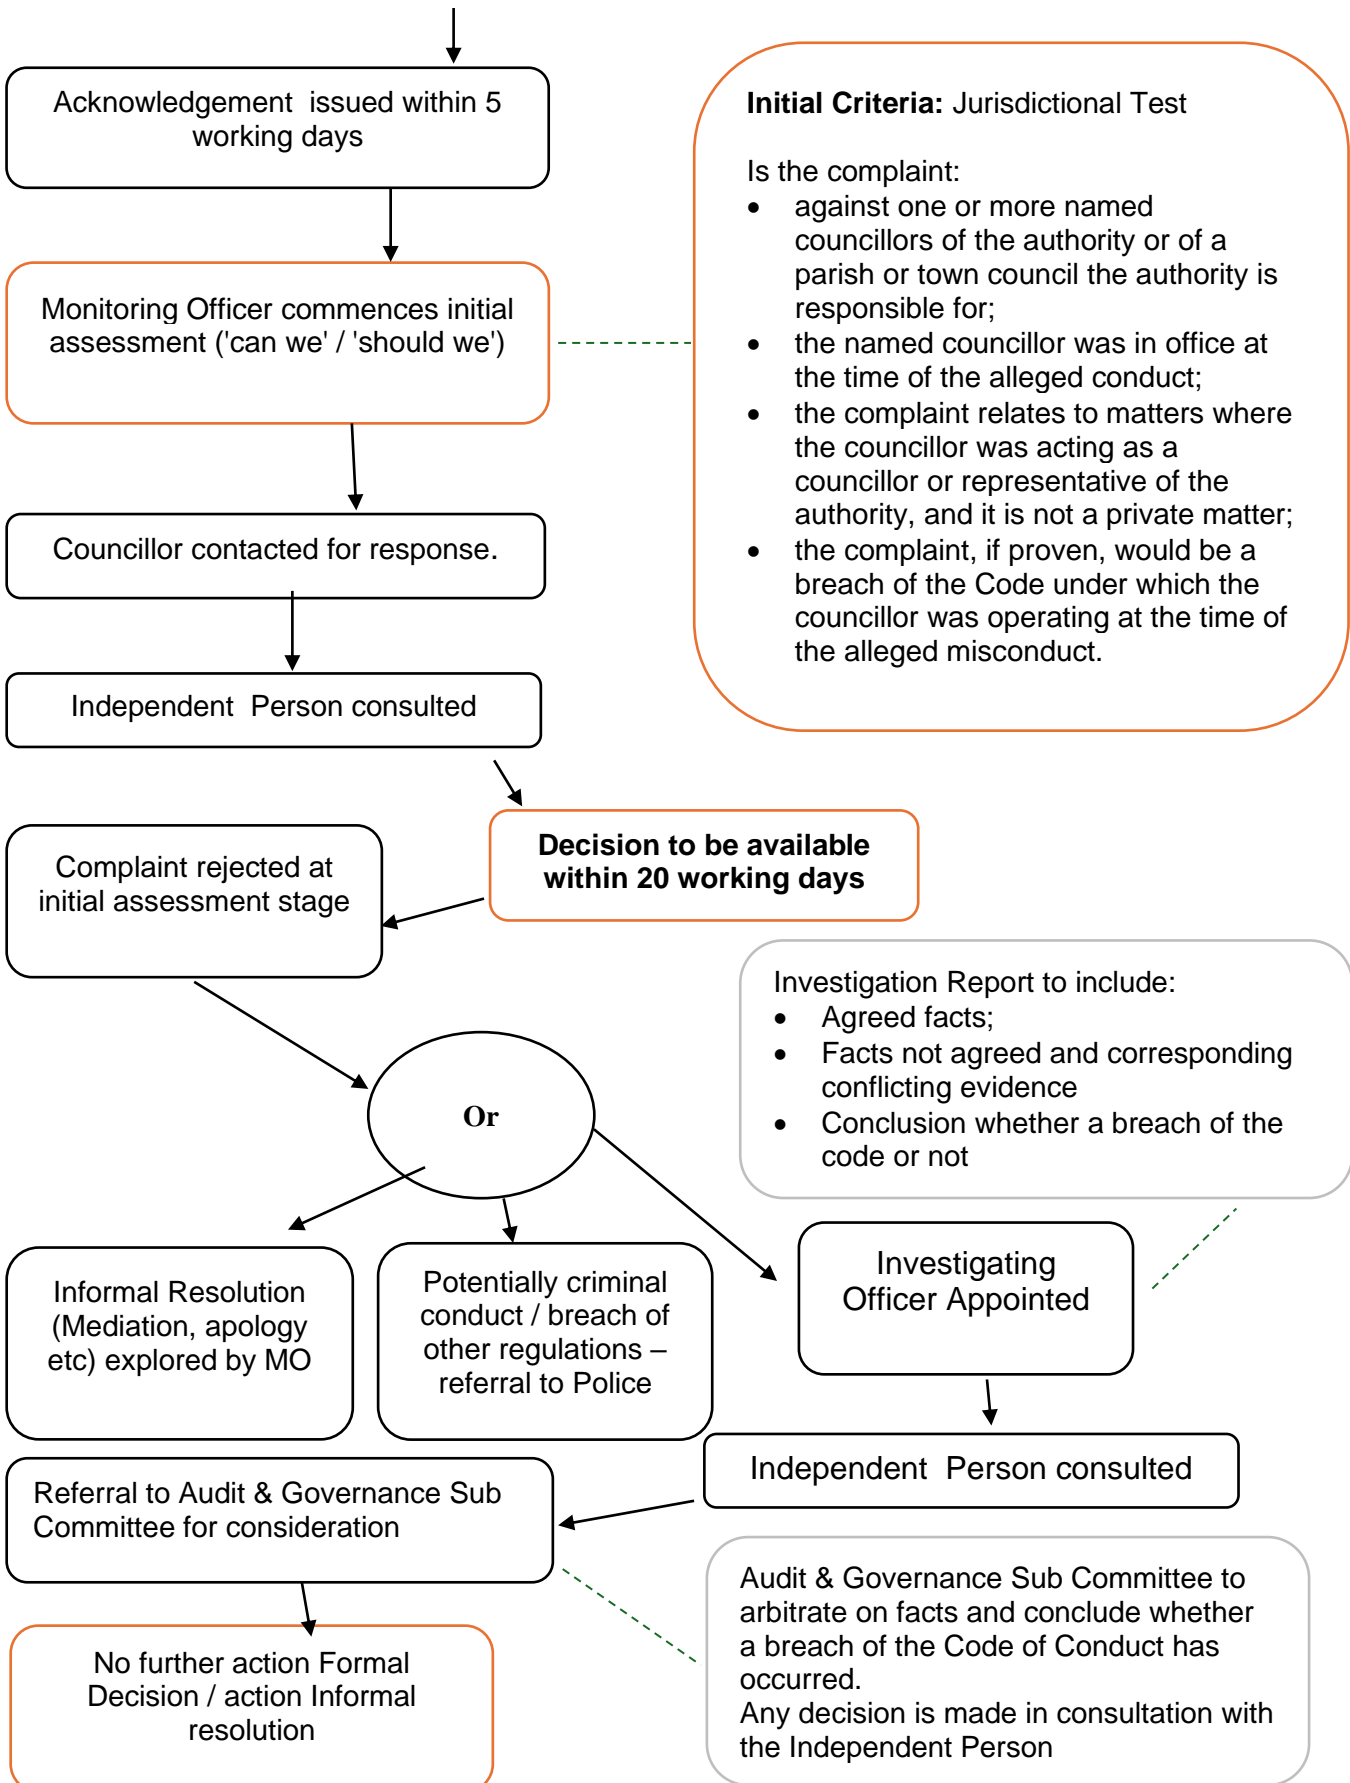 Acknowledgement  issued within 5
working days
Initial Criteria: Jurisdictional Test
Is the complaint:
• against one or more named
councillors of the authority or of a
parish or town council the authority is
responsible for;
• the named councillor was in office at
the time of the alleged conduct;
• the complaint relates to matters where
the councillor was acting as a
councillor or representative of the
authority, and it is not a private matter;
• the complaint, if proven, would be a
breach of the Code under which the
councillor was operating at the time of
the alleged misconduct.
Monitoring Officer commences initial
assessment ('can we' / 'should we')
Councillor contacted for response.
Independent  Person consulted
Decision to be available
within 20 working days
Complaint rejected at
initial assessment stage
Or
Investigation Report to include:
• Agreed facts;
• Facts not agreed and corresponding
conflicting evidence
• Conclusion whether a breach of the
code or not
Informal Resolution
(Mediation, apology
etc) explored by MO
Potentially criminal
conduct / breach of
other regulations –
referral to Police
Investigating
Officer Appointed
Independent  Person consulted
Referral to Audit & Governance Sub
Committee for consideration
Audit & Governance Sub Committee to
arbitrate on facts and conclude whether
a breach of the Code of Conduct has
occurred.
Any decision is made in consultation with
the Independent Person
No further action Formal
Decision / action Informal
resolution